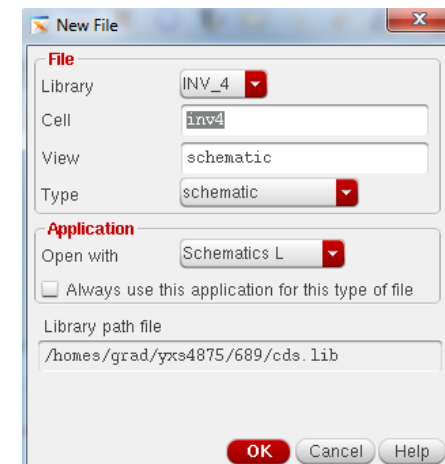 New File
File
Library INV_4
Cell inv4
View schematic
Type schematic
Application
Open with Schematics L
Always use this application for this type of file
Library path file
/homes/grad/yxs4875/689/cds.lib
OK Cancel Help